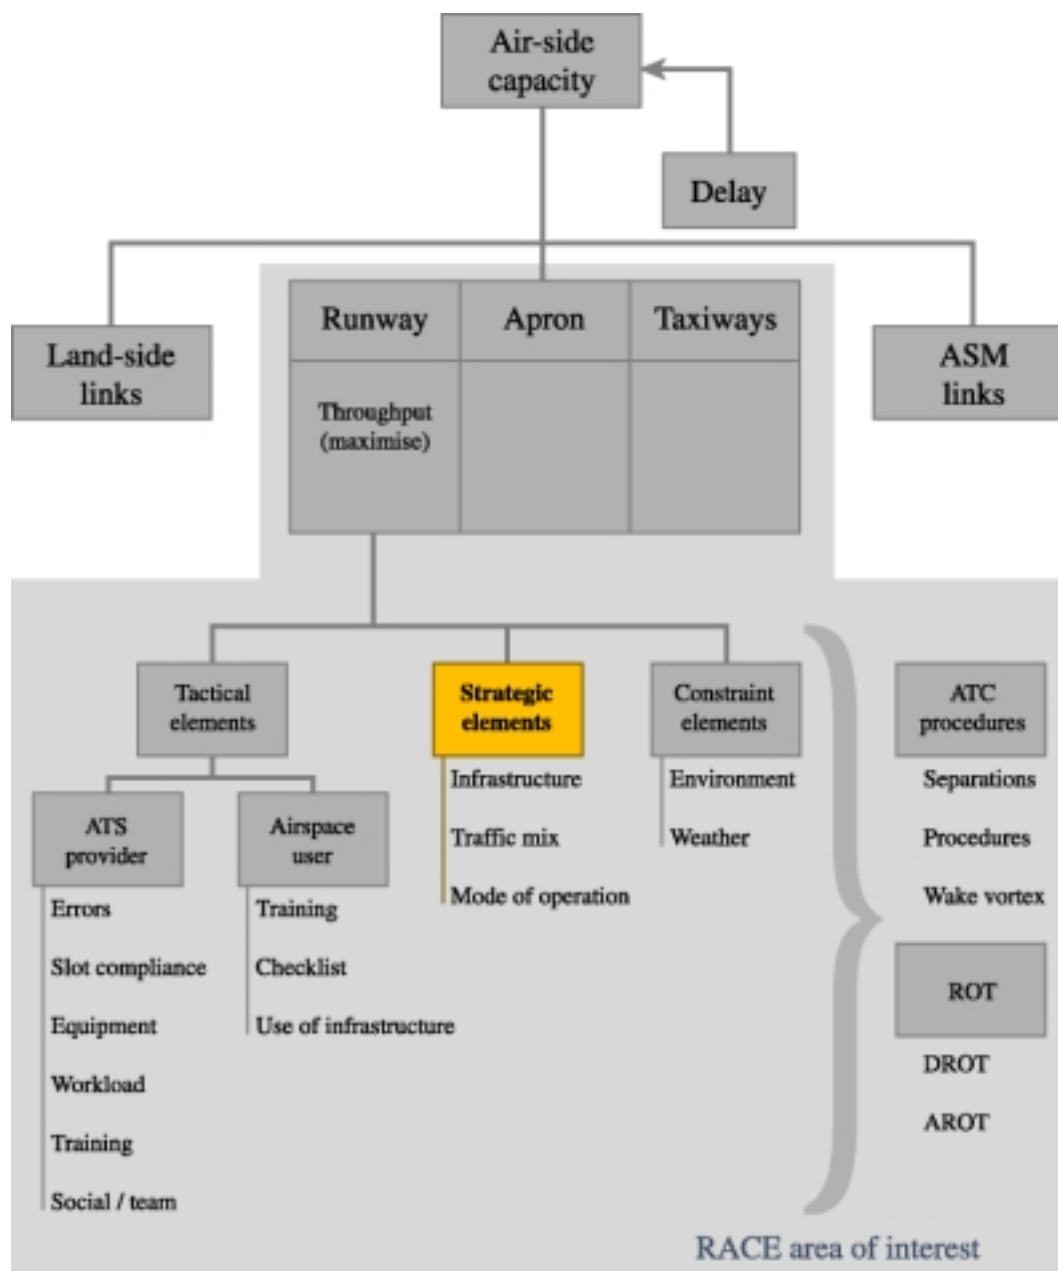 Air-side
capacity
Delay
Land-side
links
Runway
Apron
Taxiways
ASM
links
Throughput
(maximise)
Tactical
elements
Strategic
elements
Constraint
elements
ATC
procedures
Infrastructure
Traffic mix
Mode of operation
Environment
Weather
Separations
Procedures
Wake vortex
ATS
provider
Airspace
user
Errors
Slot compliance
Equipment
Workload
Training
Social / team
Training
Checklist
Use of infrastructure
ROT
DROT
AROT
RACE area of interest